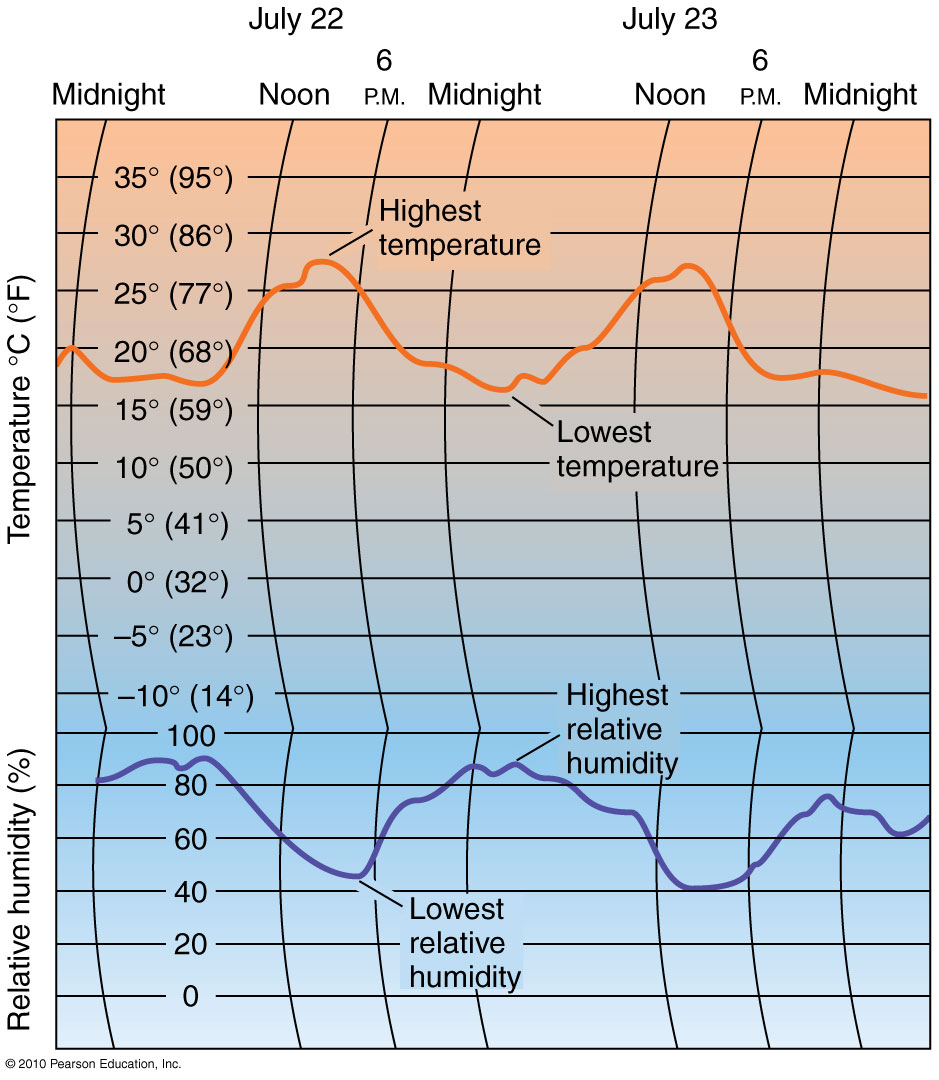 July 22 July 23
6 6
Midnight Noon P.M. Midnight Noon P.M. Midnight
35° (95°)
Highest
temperature
30° (86°)
25° (77°)
20° (68°)
15° (59°)
Lowest
temperature
10° (50°)
5° (41°)
0° (32°)
–5° (23°)
–10° (14°)
Temperature °C (°F)
Highest
relative
humidity
100
80
60
40
20
0
Lowest
relative
humidity
Relative humidity (%)
© 2010 Pearson Education, Inc.